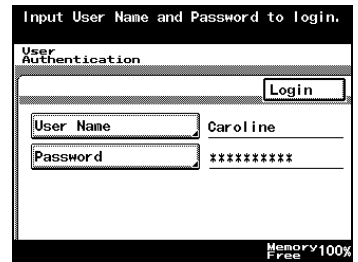 Input User Name and Password to login.
User
Authentication
Login
User Name
Caroline
Password
**********
Memory
Free 100%